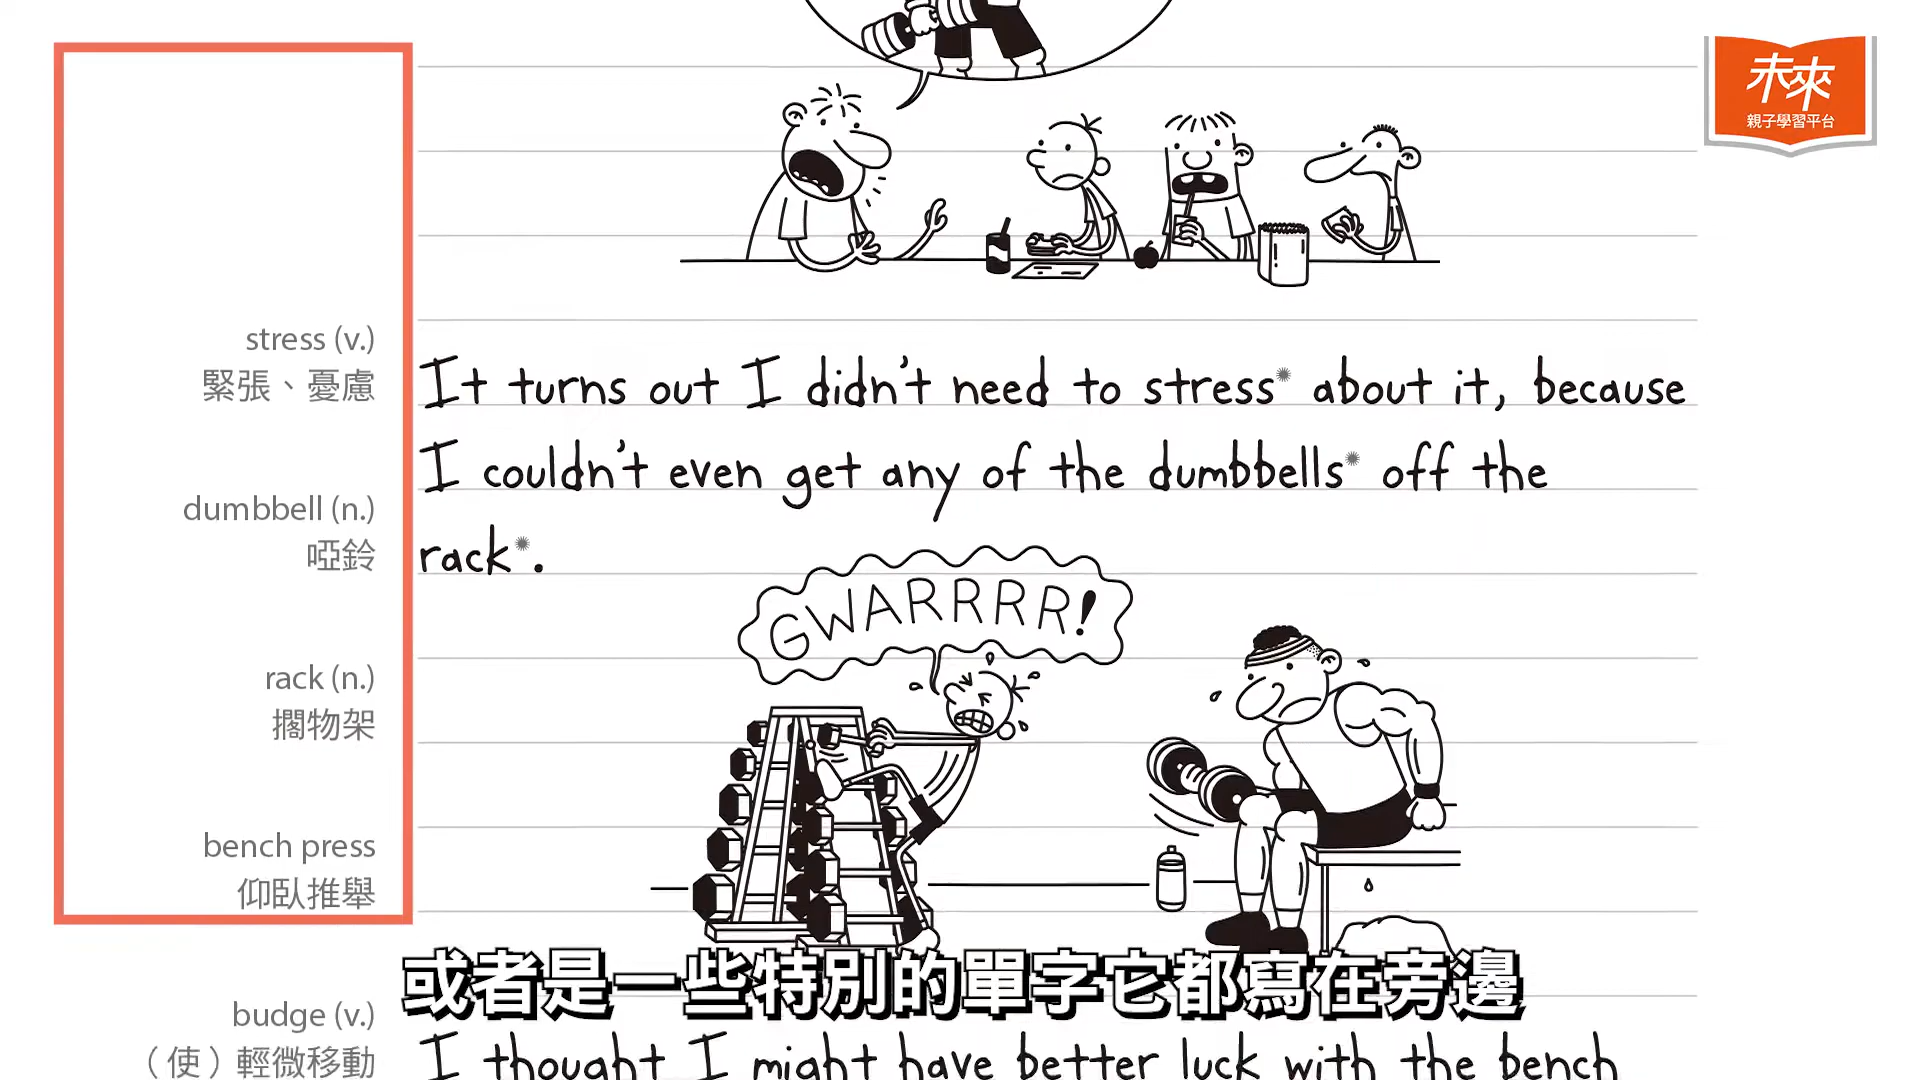 未來
親子學習平台
stress (v.)
緊張、憂慮
It turns out I didn't need to stress* about it, because
I couldn't even get any of the dumbbells* off the
dumbbell (n.)
啞鈴
rack*.
GWARRRR!
rack (n.)
擱物架
bench press
仰臥推舉
或者是一些特別的單字它都寫在旁邊
budge (v.)
（使）輕微移動
I thought I might have better luck with the bench